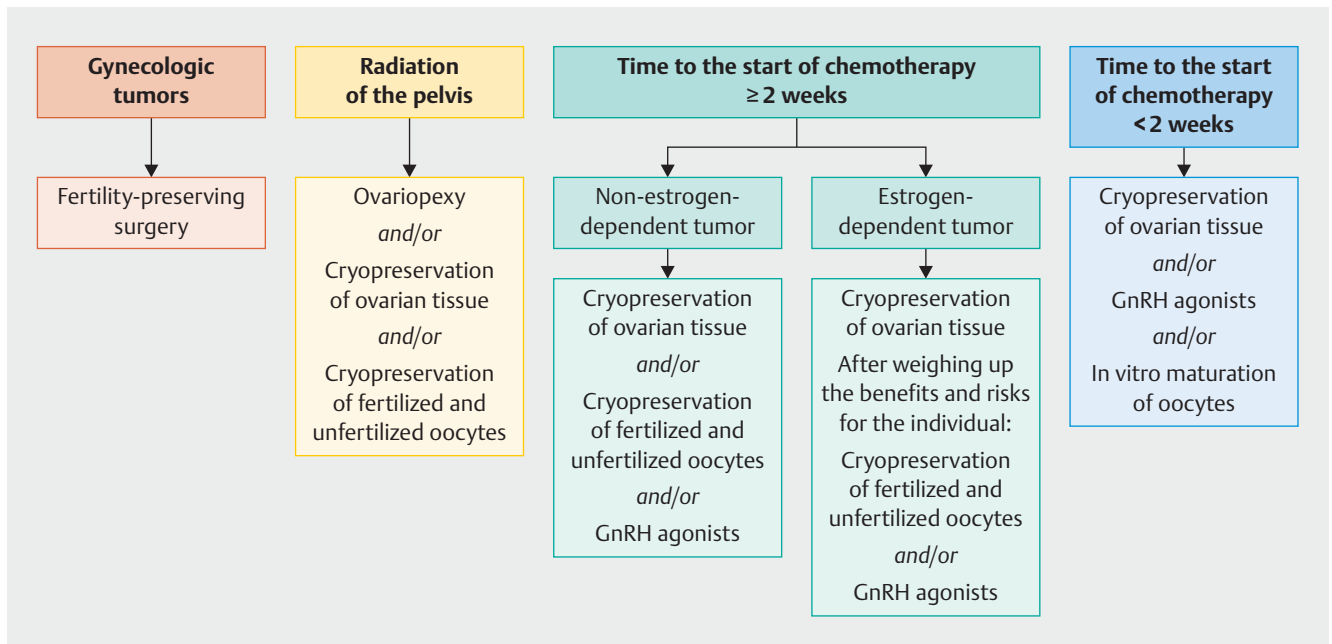 Gynecologic
tumors
Fertility-preserving
surgery
Radiation
of the pelvis
Ovariopexy
and/or
Cryopreservation
of ovarian tissue
and/or
Cryopreservation
of fertilized and
unfertilized oocytes
Time to the start of chemotherapy
≥ 2 weeks
Non-estrogen-
dependent tumor
Cryopreservation
of ovarian tissue
and/or
Cryopreservation
of fertilized and
unfertilized oocytes
and/or
GnRH agonists
Estrogen-
dependent tumor
Cryopreservation
of ovarian tissue
After weighing up
the benefits and risks
for the individual:
Cryopreservation
of fertilized and
unfertilized oocytes
and/or
GnRH agonists
Time to the start
of chemotherapy
< 2 weeks
Cryopreservation
of ovarian tissue
and/or
GnRH agonists
and/or
In vitro maturation
of oocytes